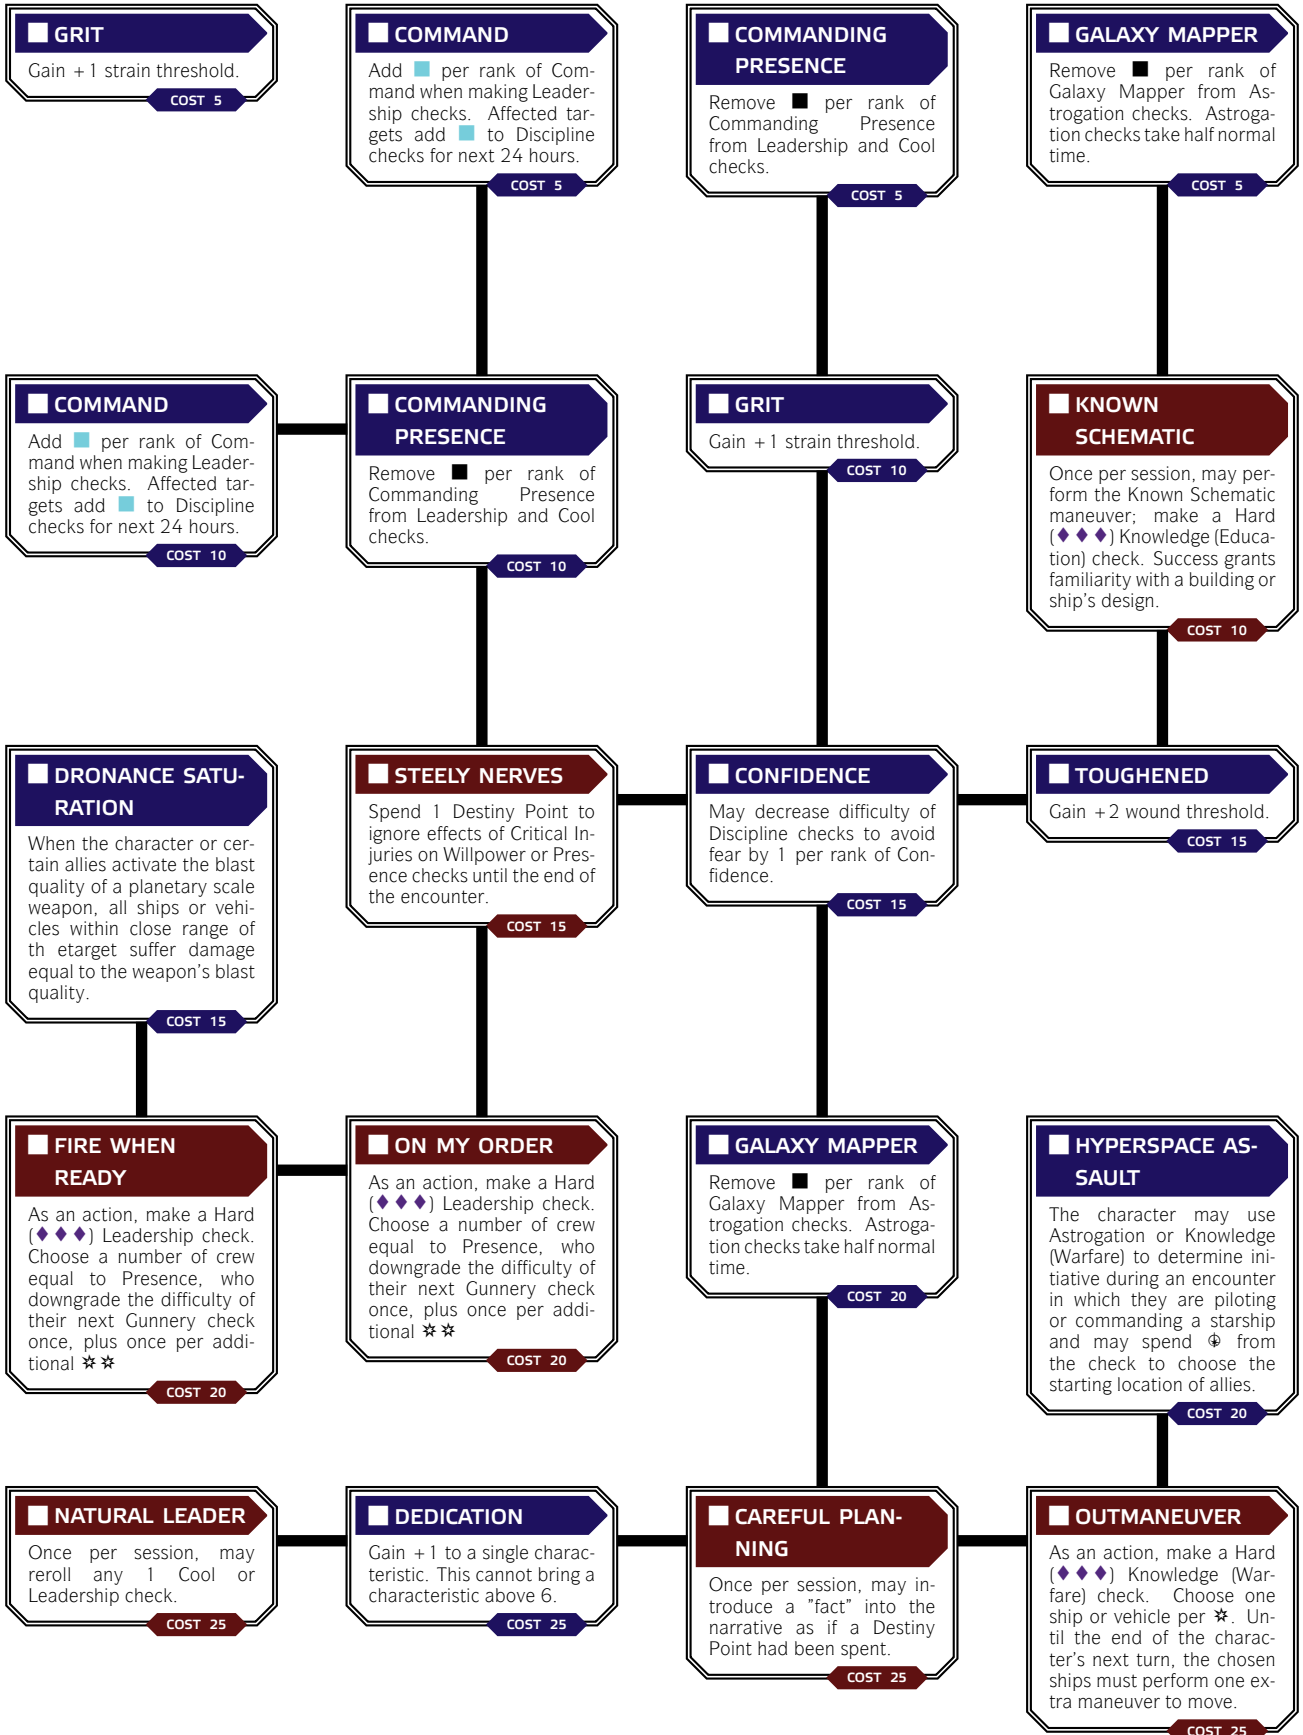 GRIT
Gain +1 strain threshold.
COST 5
COMMAND
Add per rank of Com-
mand when making Leader-
ship checks. Affected tar-
gets add to Discipline
checks for next 24 hours.
COST 5
COMMANDING
PRESENCE
Remove per rank of
Commanding Presence
from Leadership and Cool
checks.
COST 5
GALAXY MAPPER
Remove per rank of
Galaxy Mapper from As-
trogation checks. Astroga-
tion checks take half normal
time.
COST 5
COMMAND
Add per rank of Com-
mand when making Leader-
ship checks. Affected tar-
gets add to Discipline
checks for next 24 hours.
COST 10
COMMANDING
PRESENCE
Remove per rank of
Commanding Presence
from Leadership and Cool
checks.
COST 10
GRIT
Gain +1 strain threshold.
COST 10
KNOWN
SCHEMATIC
Once per session, may per-
form the Known Schematic
maneuver; make a Hard
(♦♦♦) Knowledge (Educa-
tion) check. Success grants
familiarity with a building or
ship's design.
COST 10
DRONANCE SATU-
RATION
When the character or cer-
tain allies activate the blast
quality of a planetary scale
weapon, all ships or vehi-
cles within close range of
th etarget suffer damage
equal to the weapon's blast
quality.
COST 15
STEELY NERVES
Spend 1 Destiny Point to
ignore effects of Critical In-
juries on Willpower or Pres-
ence checks until the end of
the encounter.
COST 15
CONFIDENCE
May decrease difficulty of
Discipline checks to avoid
fear by 1 per rank of Con-
fidence.
COST 15
TOUGHENED
Gain +2 wound threshold.
COST 15
FIRE WHEN
READY
As an action, make a Hard
(♦♦♦) Leadership check.
Choose a number of crew
equal to Presence, who
downgrade the difficulty of
their next Gunnery check
once, plus once per addi-
tional
COST 20
ON MY ORDER
As an action, make a Hard
(♦♦♦) Leadership check.
Choose a number of crew
equal to Presence, who
downgrade the difficulty of
their next Gunnery check
once, plus once per addi-
tional
COST 20
GALAXY MAPPER
Remove per rank of
Galaxy Mapper from As-
trogation checks. Astroga-
tion checks take half normal
time.
COST 20
HYPERSPACE AS-
SAULT
The character may use
Astrogation or Knowledge
(Warfare) to determine ini-
tiative during an encounter
in which they are piloting
or commanding a starship
and may spend from
the check to choose the
starting location of allies.
COST 20
NATURAL LEADER
Once per session, may
reroll any 1 Cool or
Leadership check.
COST 25
DEDICATION
Gain +1 to a single charac-
teristic. This cannot bring a
characteristic above 6.
COST 25
CAREFUL PLAN-
NING
Once per session, may in-
troduce a "fact" into the
narrative as if a Destiny
Point had been spent.
COST 25
OUTMANEUVER
As an action, make a Hard
(♦♦♦) Knowledge (War-
fare) check. Choose one
ship or vehicle per . Un-
til the end of the charac-
ter's next turn, the chosen
ships must perform one ex-
tra maneuver to move.
COST 25